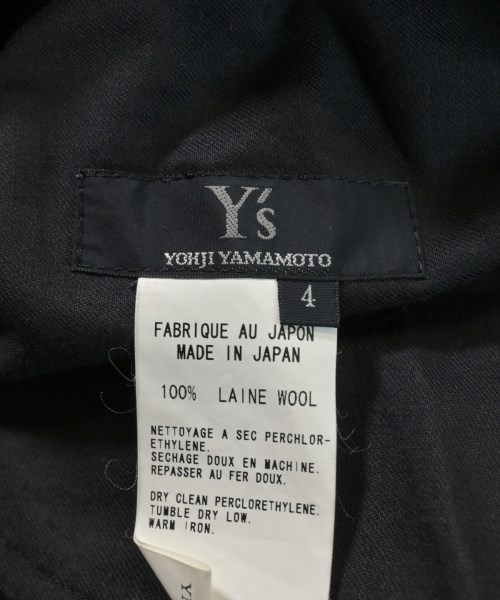 Y's
YOHJI YAMAMOTO
4
FABRIQUE AU JAPON
MADE IN JAPAN
100% LAINE WOOL
NETTOYAGE A SEC PERCHLOR-
ETHYLENE.
SECHAGE DOUX EN MACHINE.
REPASSER AU FER DOUX.
DRY CLEAN PERCLORETHYLENE.
TUMBLE DRY LOW.
WARM IRON.